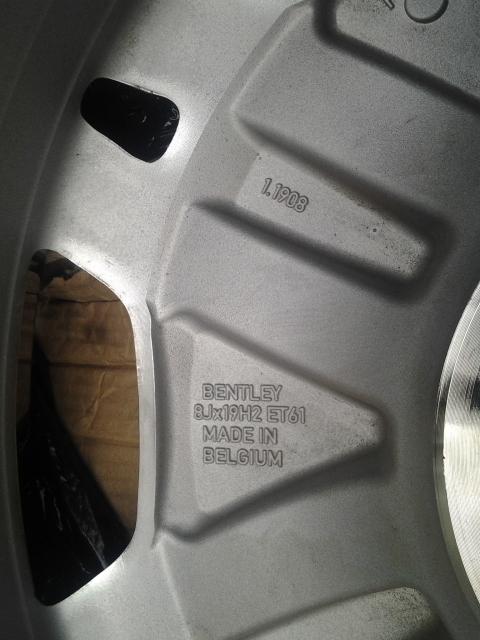 1.1908
BENTLEY
8Jx19H2 ET61
MADE IN
BELGIUM